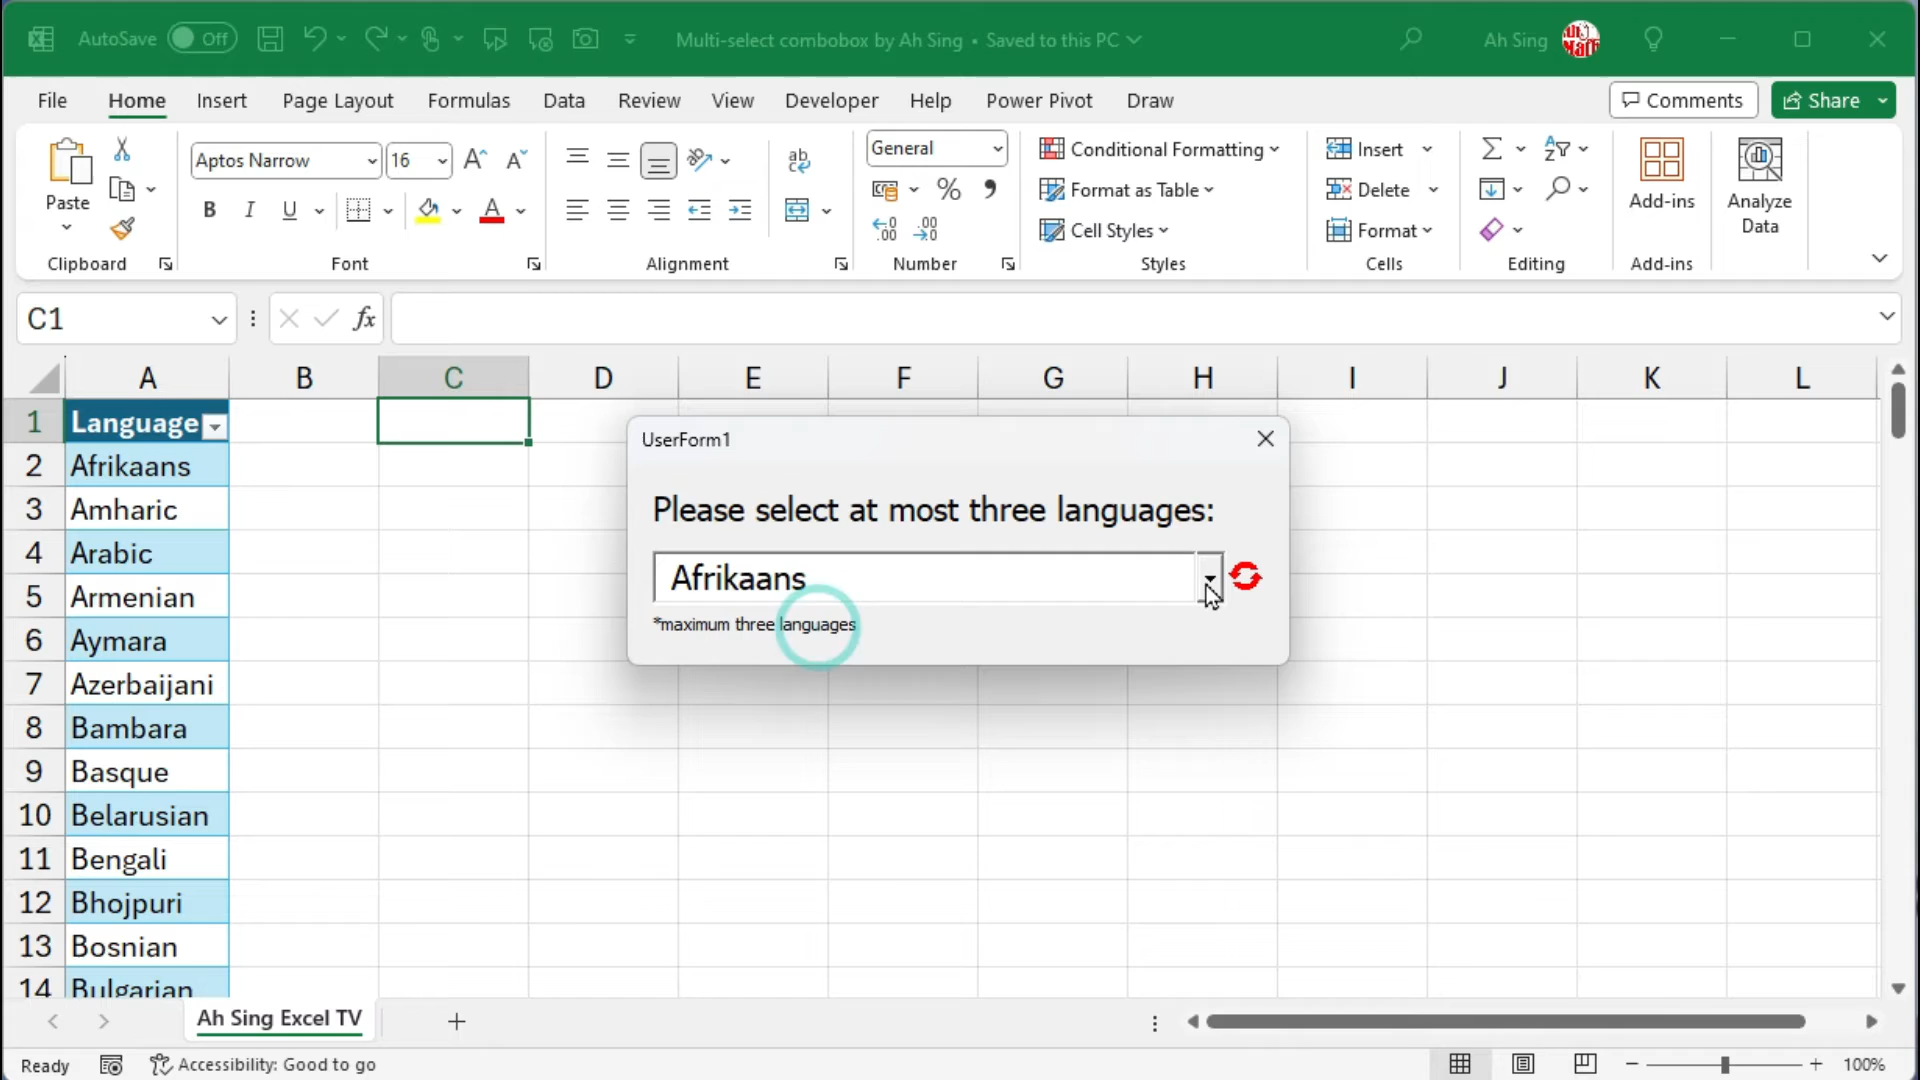 AutoSave Off Multi-select combobox by Ah Sing • Saved to this PC Ah Sing
File Home Insert Page Layout Formulas Data Review View Developer Help Power Pivot Draw Comments Share
Paste
Clipboard
Aptos Narrow 16
B I U A
Font
ab
Alignment
General
% 9
.00
Number
Conditional Formatting
Format as Table
Cell Styles
Styles
Insert
Delete
Format
Cells
Editing
Add-ins
Add-ins
Analyze
Data
C1 fx
A B C D E F G H I J K L
1 Language
2 Afrikaans
3 Amharic
4 Arabic
5 Armenian
6 Aymara
7 Azerbaijani
8 Bambara
9 Basque
10 Belarusian
11 Bengali
12 Bhojpuri
13 Bosnian
14 Bulgarian
UserForm1
Please select at most three languages:
Afrikaans
*maximum three languages
Ah Sing Excel TV
Ready Accessibility: Good to go 100%